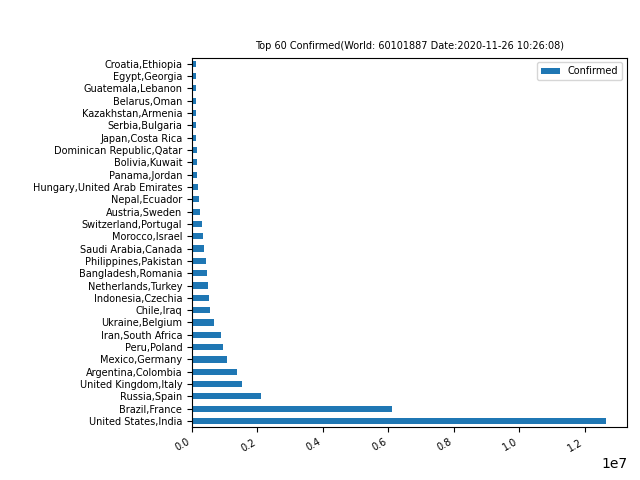 Top 60 Confirmed(World: 60101887 Date:2020-11-26 10:26:08)
Confirmed
Croatia,Ethiopia
Egypt,Georgia
Guatemala,Lebanon
Belarus,Oman
Kazakhstan,Armenia
Serbia,Bulgaria
Japan,Costa Rica
Dominican Republic,Qatar
Bolivia,Kuwait
Panama,Jordan
Hungary,United Arab Emirates
Nepal,Ecuador
Austria,Sweden
Switzerland,Portugal
Morocco,Israel
Saudi Arabia,Canada
Philippines,Pakistan
Bangladesh,Romania
Netherlands,Turkey
Indonesia,Czechia
Chile,Iraq
Ukraine,Belgium
Iran,South Africa
Peru,Poland
Mexico,Germany
Argentina,Colombia
United Kingdom,Italy
Russia,Spain
Brazil,France
United States,India
0.0 0.2 0.4 0.6 0.8 1.0 1.2
1e7